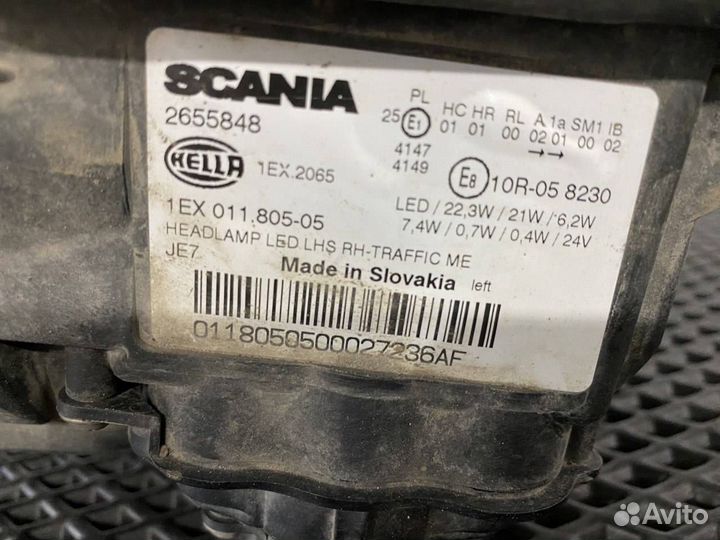 SCANIA
2655848
HELLA 1EX.2065
1EX 011.805-05
HEADLAMP LED LHS RH-TRAFFIC ME
JE7
Made in Slovakia left
0118050500027236AF
PL HC HR RL A 1a SM1 IB
25 E1 01 01 00 02 01 00 02
→→
4147
4149
E8 10R-05 8230
LED / 22,3W / 21W / 6,2W
7,4W / 0,7W / 0,4W / 24V
Avito